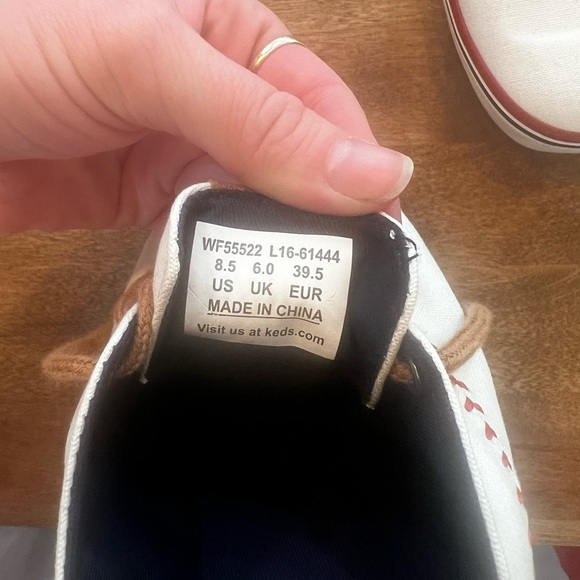 WF55522 L16-61444
8.5 6.0 39.5
US UK EUR
MADE IN CHINA
Visit us at keds.com